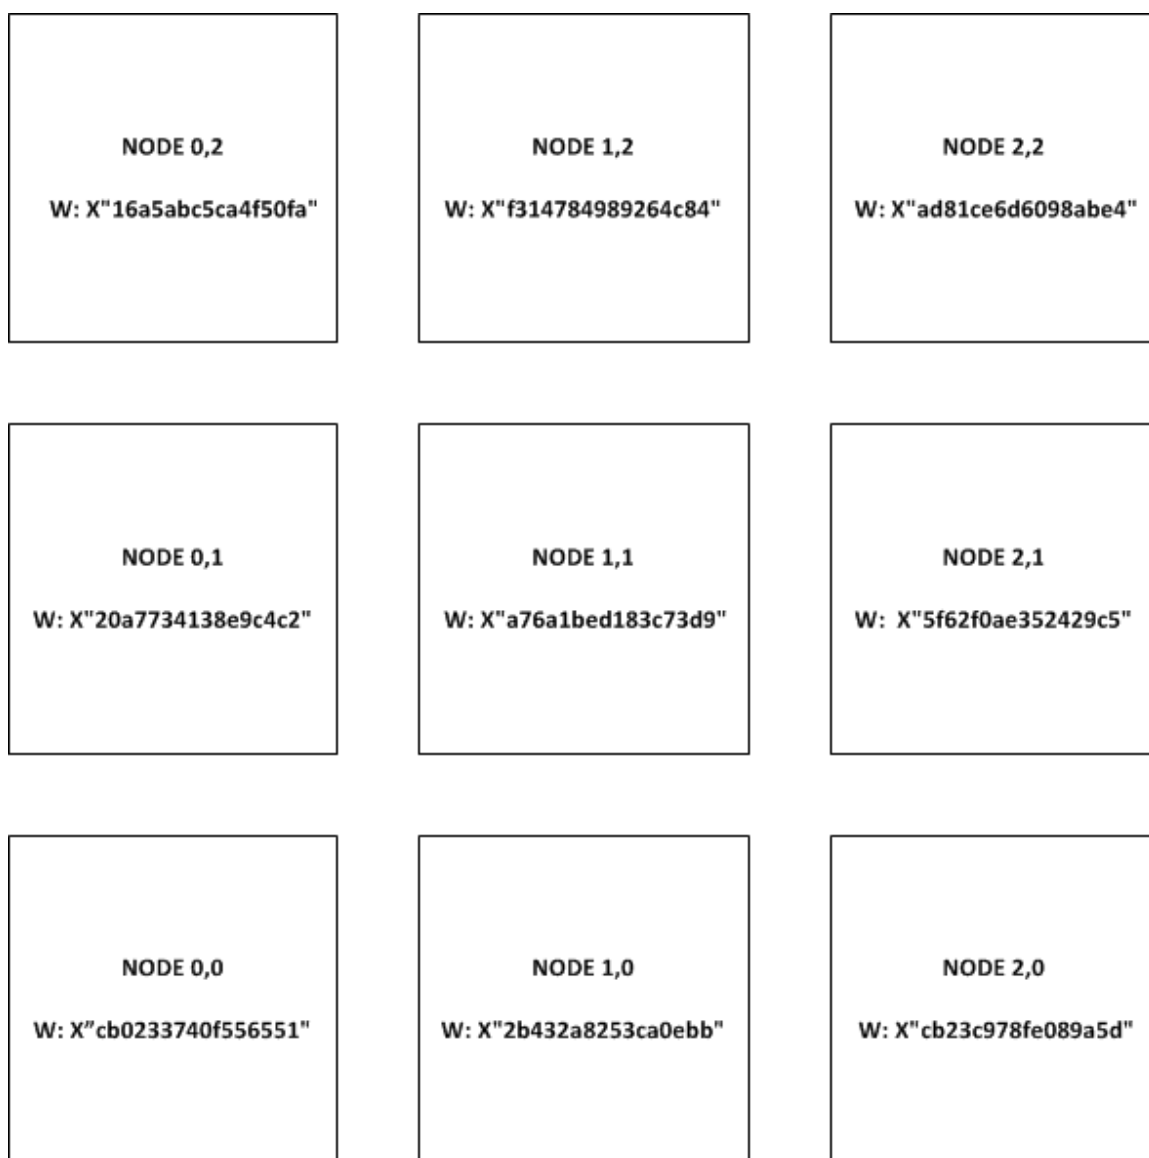 NODE 0,2
W: X"16a5abc5ca4f50fa"
NODE 1,2
W: X"f314784989264c84"
NODE 2,2
W: X"ad81ce6d6098abe4"
NODE 0,1
W: X"20a7734138e9c4c2"
NODE 1,1
W: X"a76a1bed183c73d9"
NODE 2,1
W:  X"5f62f0ae352429c5"
NODE 0,0
W: X”cb0233740f556551"
NODE 1,0
W: X"2b432a8253ca0ebb"
NODE 2,0
W: X"cb23c978fe089a5d"